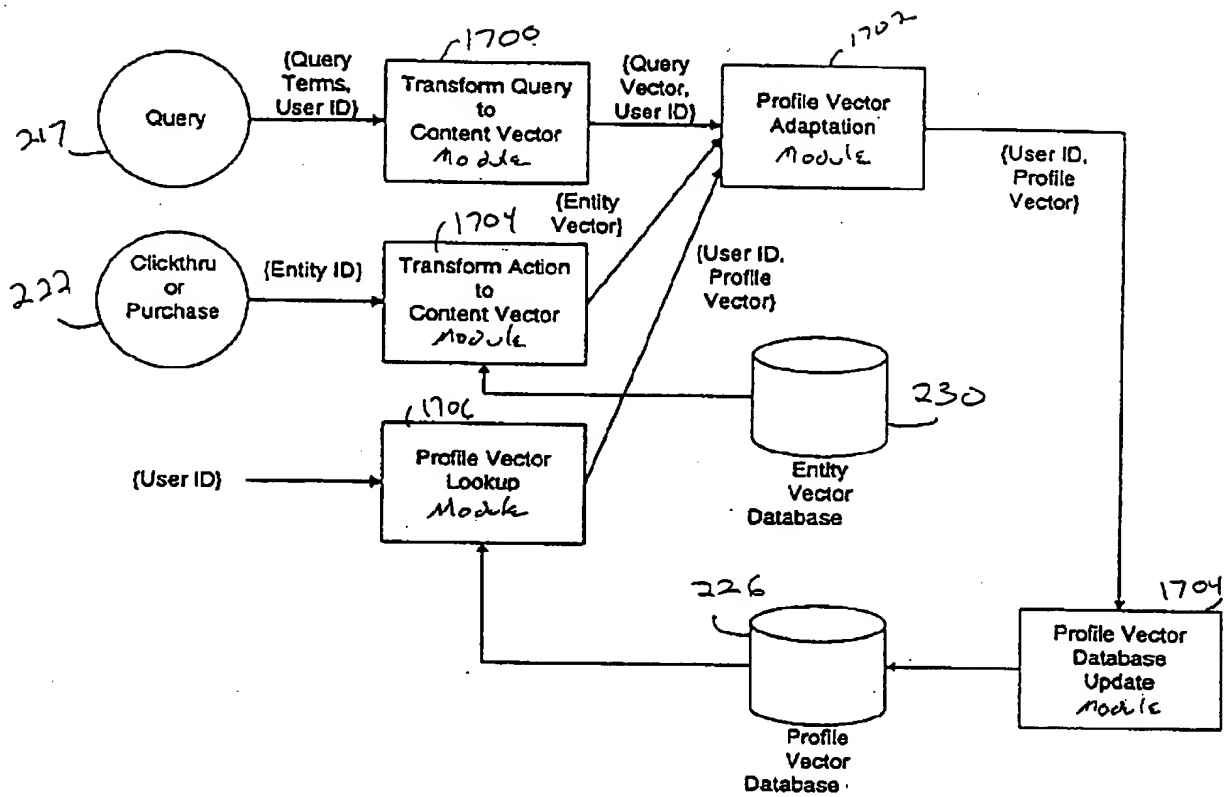 1700
1702
{Query
Terms,
User ID}
Transform Query
to
Content Vector
Module
{Query
Vector,
User ID}
Profile Vector
Adaptation
Module
Query
217
{User ID,
Profile
Vector}
{Entity
Vector}
1704
Clickthru
or
Purchase
{Entity ID}
Transform Action
to
Content Vector
Module
{User ID,
Profile
Vector}
222
230
1706
{User ID}
Profile Vector
Lookup
Module
Entity
Vector
Database
226
1704
Profile Vector
Database
Update
Module
Profile
Vector
Database